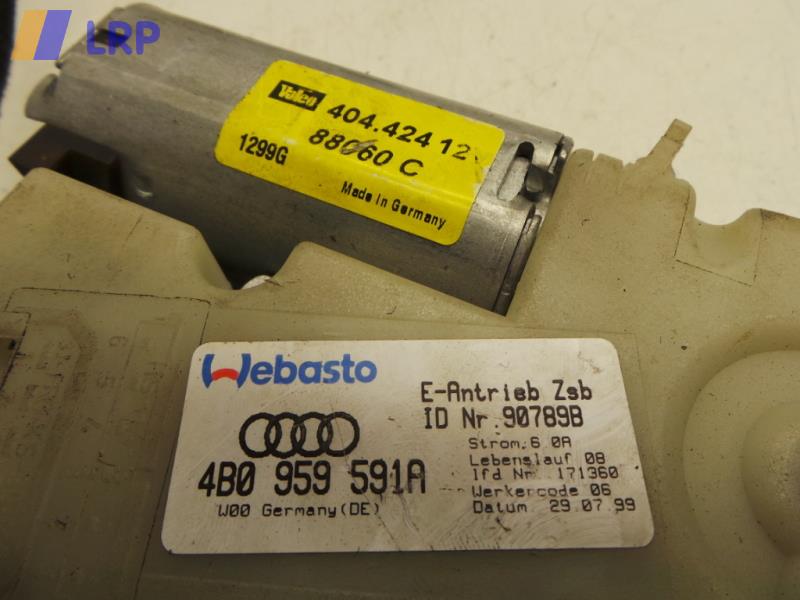 LRP
Valeo
404.424 12
88060 C
1299G
Made in Germany
Webasto
E-Antrieb Zsb
ID Nr.90789B
4B0 959 591A
W00 Germany(DE)
Strom:6.0A
Lebenslauf 08
lfd Nr. 171360
Werkercode 06
Datum 29.07.99